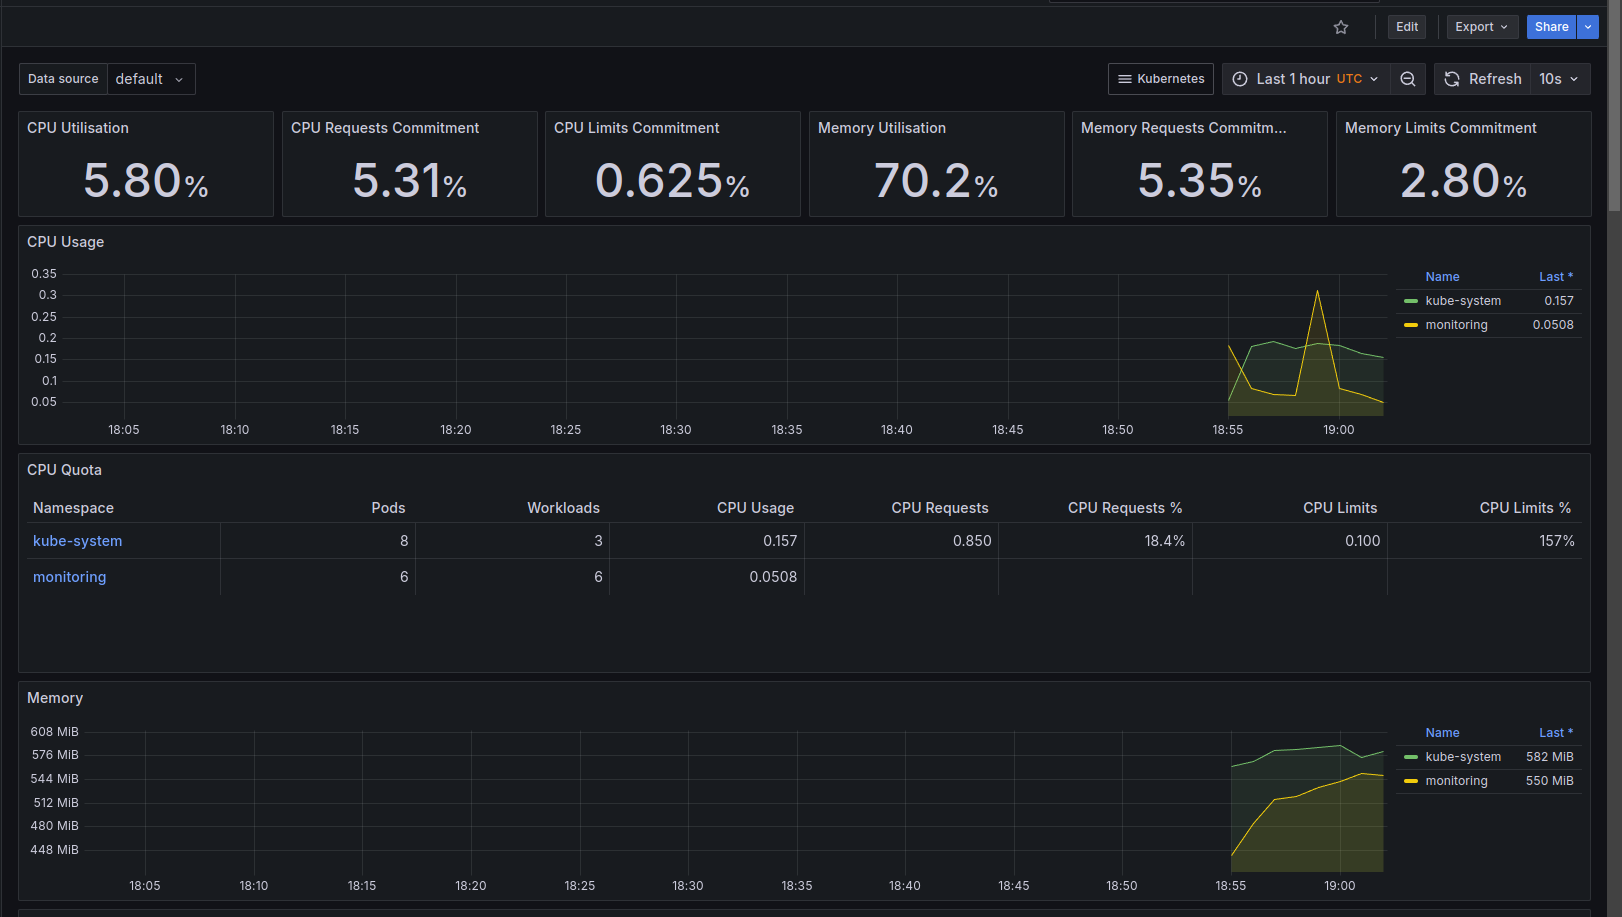 Edit Export Share
Data source default Kubernetes Last 1 hour UTC Refresh 10s
CPU Utilisation CPU Requests Commitment CPU Limits Commitment Memory Utilisation Memory Requests Commitm... Memory Limits Commitment
5.80% 5.31% 0.625% 70.2% 5.35% 2.80%
CPU Usage
0.35
0.3
0.25
0.2
0.15
0.1
0.05
18:05 18:10 18:15 18:20 18:25 18:30 18:35 18:40 18:45 18:50 18:55 19:00
Name Last *
kube-system 0.157
monitoring 0.0508
CPU Quota
Namespace Pods Workloads CPU Usage CPU Requests CPU Requests % CPU Limits CPU Limits %
kube-system 8 3 0.157 0.850 18.4% 0.100 157%
monitoring 6 6 0.0508
Memory
608 MiB
576 MiB
544 MiB
512 MiB
480 MiB
448 MiB
18:05 18:10 18:15 18:20 18:25 18:30 18:35 18:40 18:45 18:50 18:55 19:00
Name Last *
kube-system 582 MiB
monitoring 550 MiB